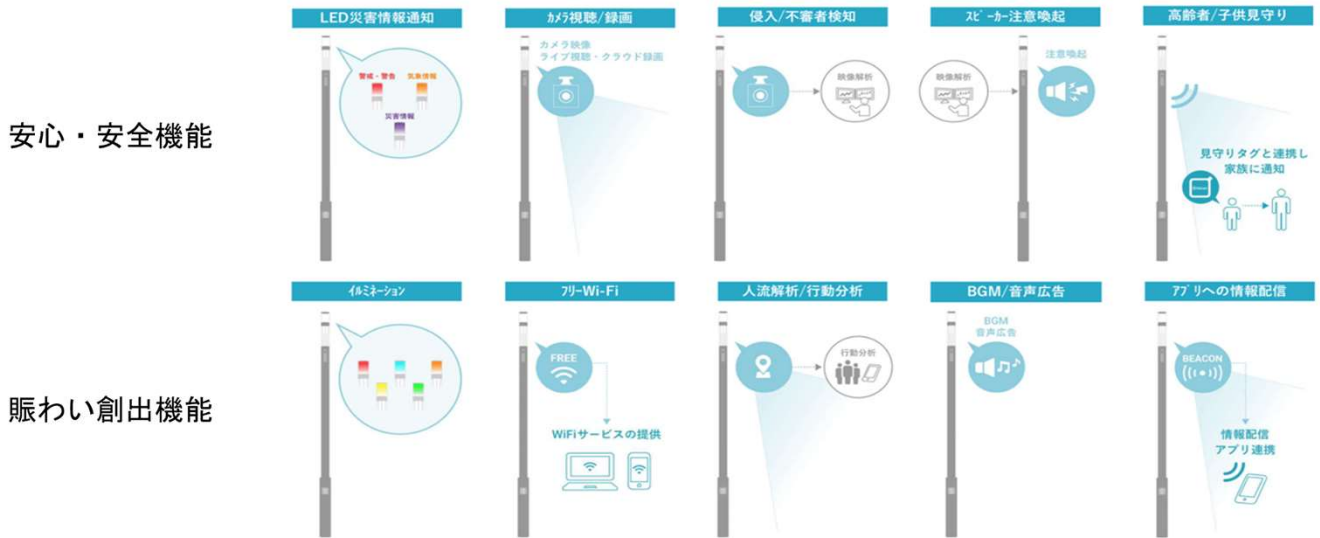 安心・安全機能
LED災害情報通知
警戒・警告
気象情報
災害情報
ｶﾒﾗ視聴/録画
カメラ映像
ライブ視聴・クラウド録画
侵入/不審者検知
映像解析
ｽﾋﾟｰｶｰ注意喚起
映像解析
注意喚起
高齢者/子供見守り
見守りタグと連携し
家族に通知
賑わい創出機能
ｲﾙﾐﾈｰｼｮﾝ
ﾌﾘｰWi-Fi
FREE
WiFiサービスの提供
人流解析/行動分析
行動分析
BGM/音声広告
BGM
音声広告
ｱﾌﾟﾘへの情報配信
BEACON
情報配信
アプリ連携